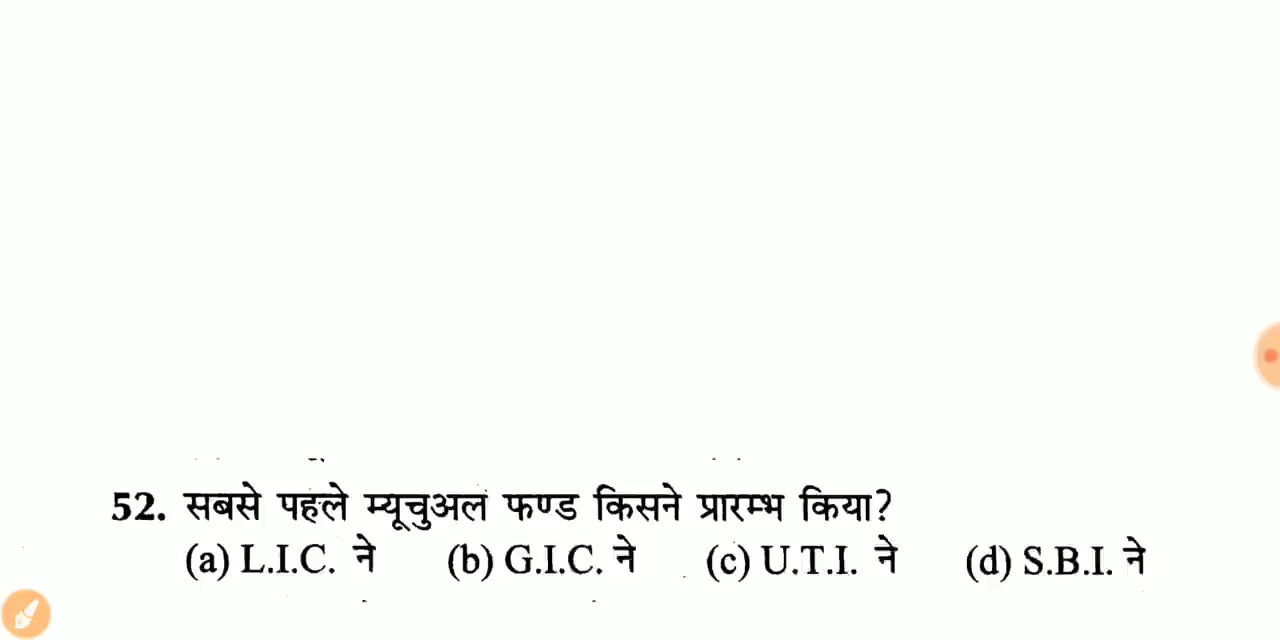 52. सबसे पहले म्यूचुअल फण्ड किसने प्रारम्भ किया?
(a) L.I.C. ने (b) G.I.C. ने (c) U.T.I. ने (d) S.B.I. ने